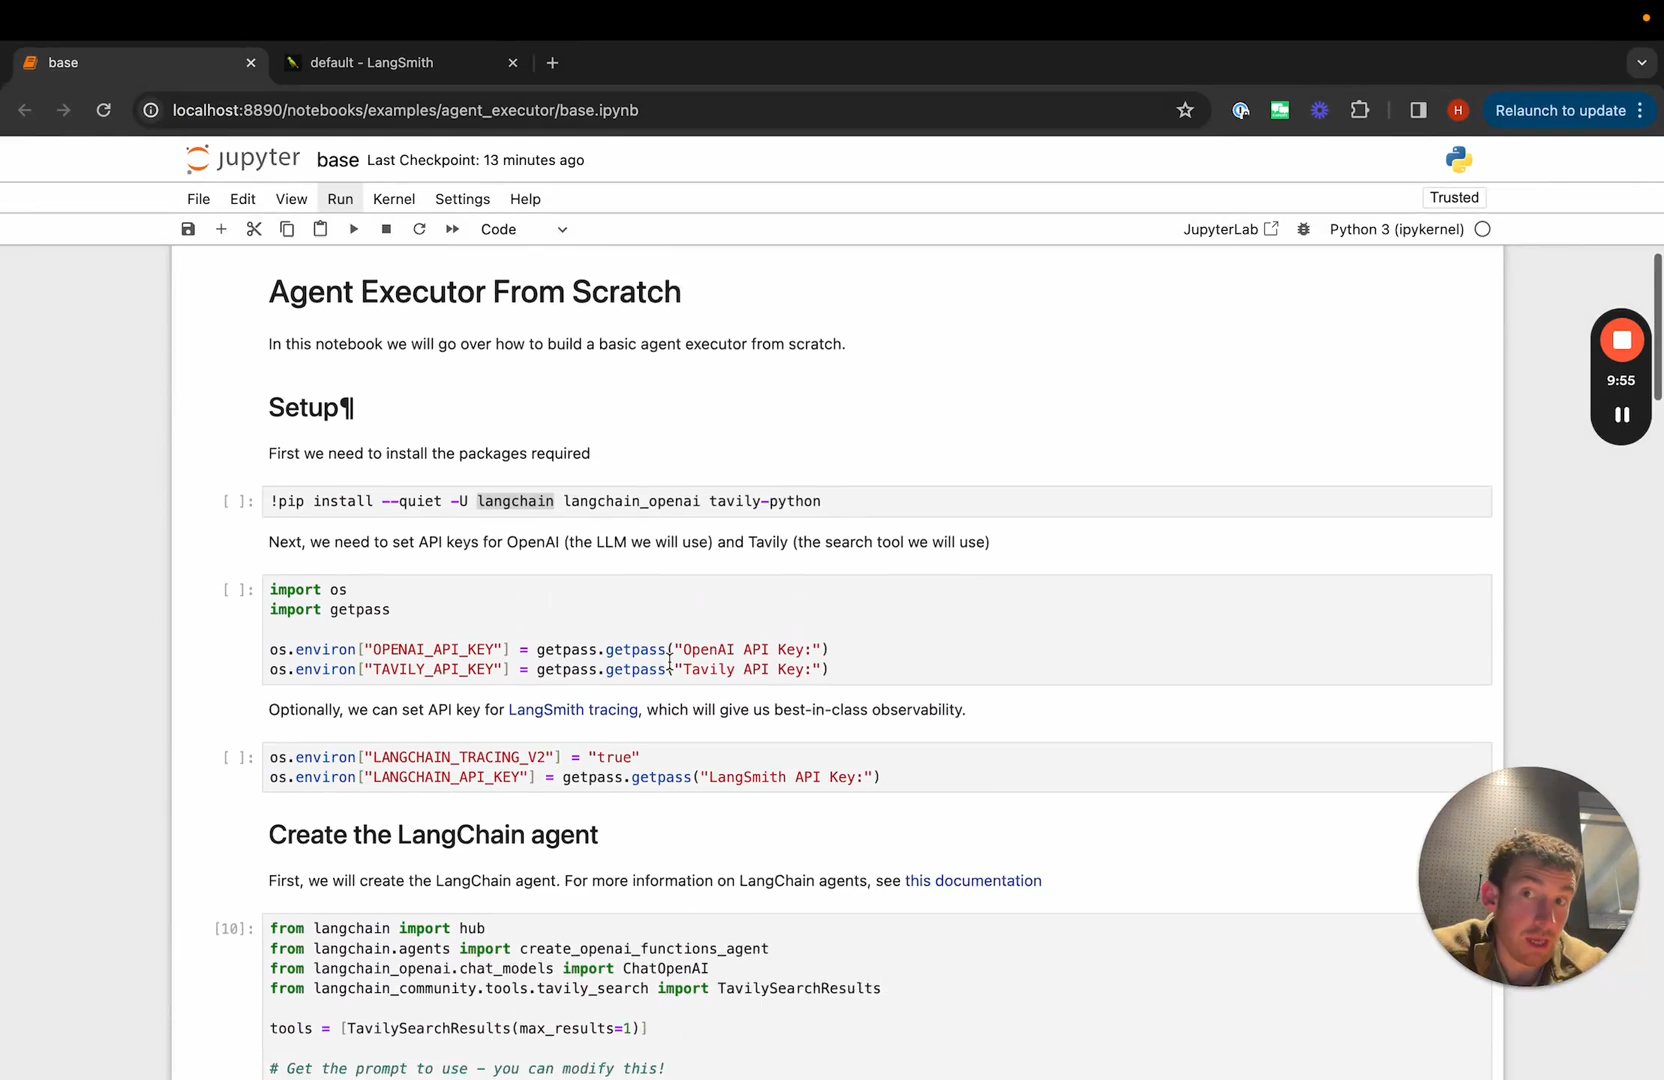 base
default - LangSmith
localhost:8890/notebooks/examples/agent_executor/base.ipynb
H
Relaunch to update
jupyter base Last Checkpoint: 13 minutes ago
File Edit View Run Kernel Settings Help
Trusted
Code
JupyterLab
Python 3 (ipykernel)
Agent Executor From Scratch
In this notebook we will go over how to build a basic agent executor from scratch.
9:55
Setup¶
First we need to install the packages required
[ ]: !pip install --quiet -U langchain langchain_openai tavily-python
Next, we need to set API keys for OpenAI (the LLM we will use) and Tavily (the search tool we will use)
[ ]: import os
import getpass
os.environ["OPENAI_API_KEY"] = getpass.getpass("OpenAI API Key:")
os.environ["TAVILY_API_KEY"] = getpass.getpass("Tavily API Key:")
Optionally, we can set API key for LangSmith tracing, which will give us best-in-class observability.
[ ]: os.environ["LANGCHAIN_TRACING_V2"] = "true"
os.environ["LANGCHAIN_API_KEY"] = getpass.getpass("LangSmith API Key:")
Create the LangChain agent
First, we will create the LangChain agent. For more information on LangChain agents, see this documentation
[10]: from langchain import hub
from langchain.agents import create_openai_functions_agent
from langchain_openai.chat_models import ChatOpenAI
from langchain_community.tools.tavily_search import TavilySearchResults
tools = [TavilySearchResults(max_results=1)]
# Get the prompt to use - you can modify this!